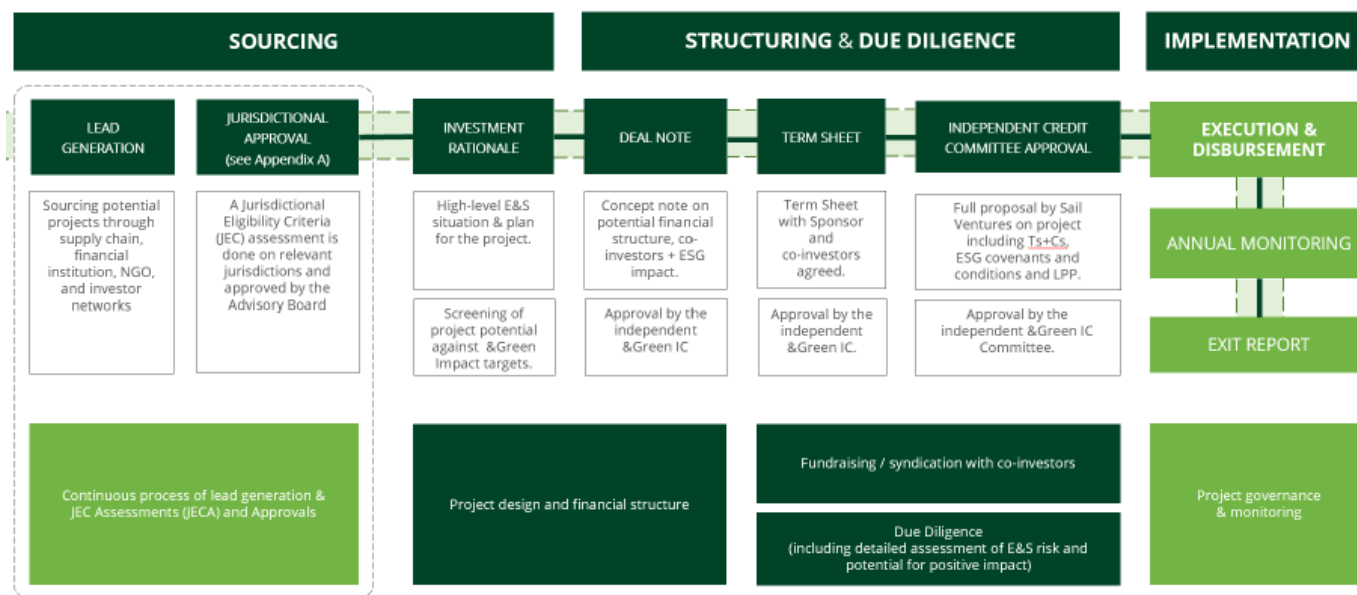 SOURCING
STRUCTURING & DUE DILIGENCE
IMPLEMENTATION
LEAD
GENERATION
JURISDICTIONAL
APPROVAL
(see Appendix A)
INVESTMENT
RATIONALE
DEAL NOTE
TERM SHEET
INDEPENDENT CREDIT
COMMITTEE APPROVAL
EXECUTION &
DISBURSEMENT
Sourcing potential
projects through
supply chain,
financial
institution, NGO,
and investor
networks
A Jurisdictional
Eligibility Criteria
(JEC) assessment is
done on relevant
jurisdictions and
approved by the
Advisory Board
High-level E&S
situation & plan
for the project.
Concept note on
potential financial
structure, co-
investors + ESG
impact.
Term Sheet
with Sponsor
and
co-investors
agreed.
Full proposal by Sail
Ventures on project
including Ts+Cs,
ESG covenants and
conditions and LPP.
ANNUAL MONITORING
Screening of
project potential
against &Green
Impact targets.
Approval by the
independent
&Green IC
Approval by the
independent
&Green IC.
Approval by the
independent &Green IC
Committee.
EXIT REPORT
Continuous process of lead generation &
JEC Assessments (JECA) and Approvals
Project design and financial structure
Fundraising / syndication with co-investors
Due Diligence
(including detailed assessment of E&S risk and
potential for positive impact)
Project governance
& monitoring